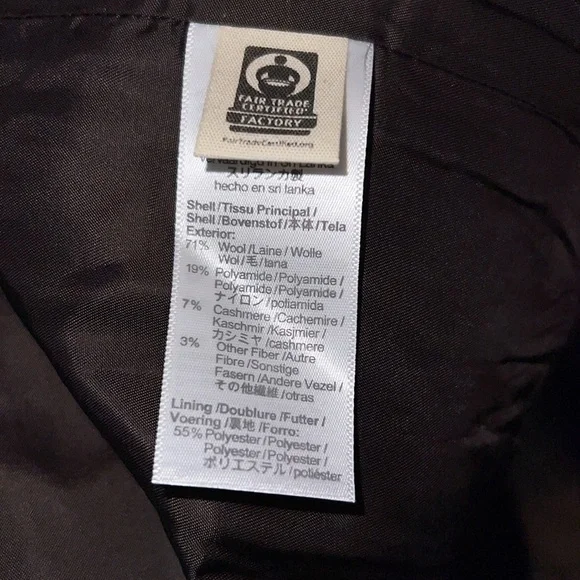 FAIR TRADE
CERTIFIED
FACTORY
FairTradeCertified.org
スリランカ製
hecho en sri lanka
Shell/Tissu Principal/
Shell/Bovenstof/本体/Tela
Exterior:
71% Wool/Laine/Wolle
Wol/毛/lana
19% Polyamide/Polyamide/
Polyamide/Polyamide/
ナイロン/poliamida
7% Cashmere/Cachemire/
Kaschmir/Kasjmier/
カシミヤ/cashmere
3% Other Fiber/Autre
Fibre/Sonstige
Fasern/Andere Vezel/
その他繊維/otras
Lining/Doublure/Futter/
Voering/裏地/Forro:
55% Polyester/Polyester/
Polyester/Polyester/
ポリエステル/poliéster